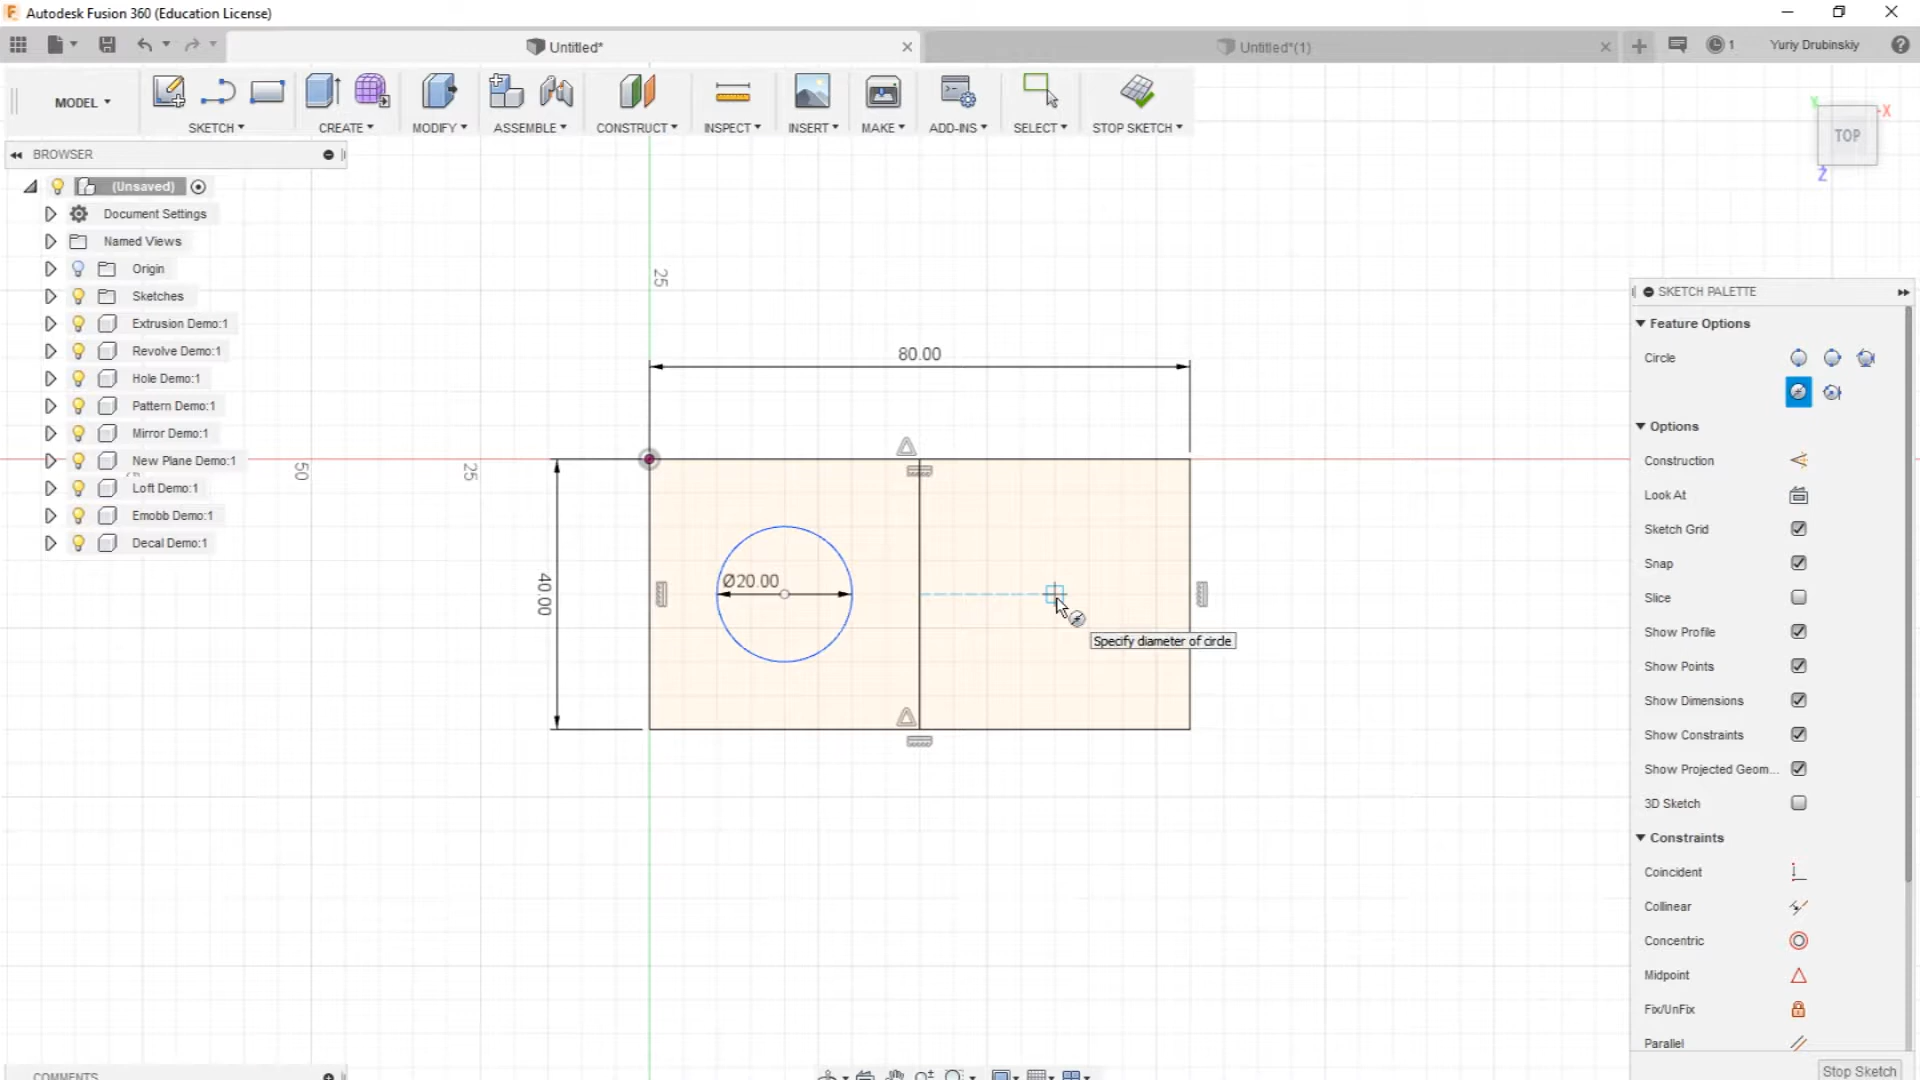 Autodesk Fusion 360 (Education License)
Untitled*
Untitled*(1)
1
Yuriy Drubinskiy
MODEL
SKETCH
CREATE
MODIFY
ASSEMBLE
CONSTRUCT
INSPECT
INSERT
MAKE
ADD-INS
SELECT
STOP SKETCH
BROWSER
(Unsaved)
Document Settings
Named Views
Origin
Sketches
Extrusion Demo:1
Revolve Demo:1
Hole Demo:1
Pattern Demo:1
Mirror Demo:1
New Plane Demo:1
Loft Demo:1
Emobb Demo:1
Decal Demo:1
Y
X
TOP
Z
25
80.00
50
25
40.00
Ø20.00
Specify diameter of circle
SKETCH PALETTE
Feature Options
Circle
Options
Construction
Look At
Sketch Grid
Snap
Slice
Show Profile
Show Points
Show Dimensions
Show Constraints
Show Projected Geom...
3D Sketch
Constraints
Coincident
Collinear
Concentric
Midpoint
Fix/UnFix
Parallel
Stop Sketch
COMMENTS